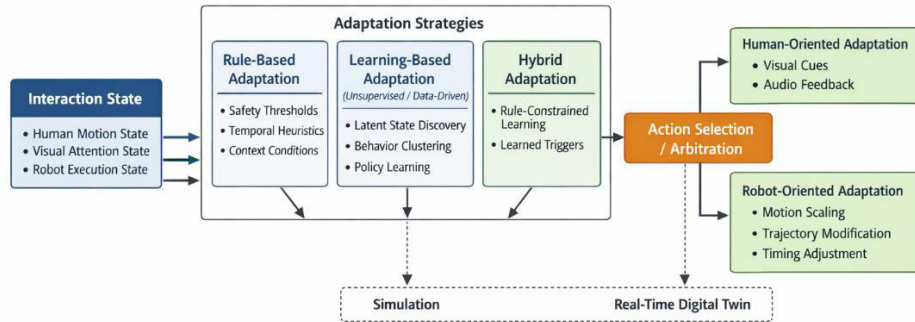 Adaptation Strategies
Interaction State
• Human Motion State
• Visual Attention State
• Robot Execution State
Rule-Based
Adaptation
• Safety Thresholds
• Temporal Heuristics
• Context Conditions
Learning-Based
Adaptation
(Unsupervised / Data-Driven)
• Latent State Discovery
• Behavior Clustering
• Policy Learning
Hybrid
Adaptation
• Rule-Constrained
Learning
• Learned Triggers
Action Selection
/ Arbitration
Human-Oriented Adaptation
• Visual Cues
• Audio Feedback
Robot-Oriented Adaptation
• Motion Scaling
• Trajectory Modification
• Timing Adjustment
Simulation
Real-Time Digital Twin